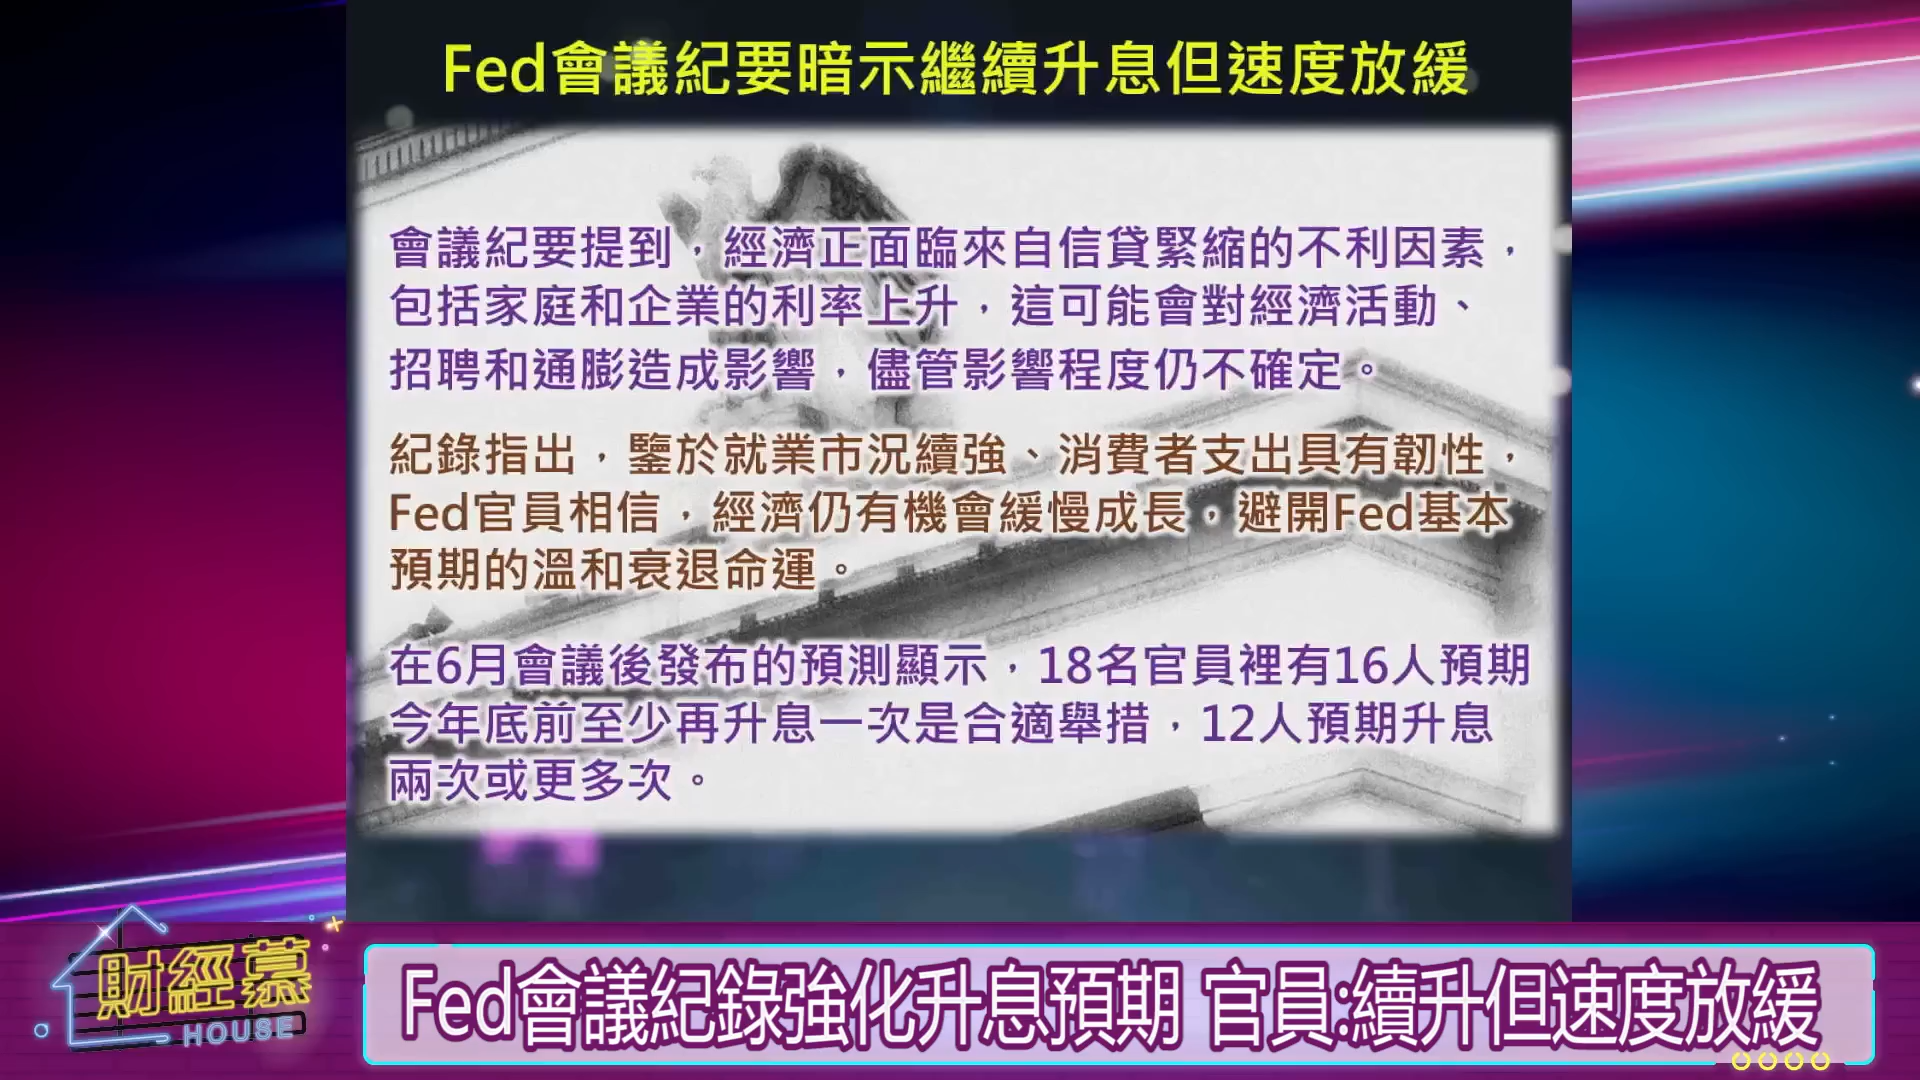 Fed會議紀要暗示繼續升息但速度放緩
會議紀要提到，經濟正面臨來自信貸緊縮的不利因素，
包括家庭和企業的利率上升，這可能會對經濟活動、
招聘和通膨造成影響，儘管影響程度仍不確定。
紀錄指出，鑒於就業市況續強、消費者支出具有韌性，
Fed官員相信，經濟仍有機會緩慢成長，避開Fed基本
預期的溫和衰退命運。
在6月會議後發布的預測顯示，18名官員裡有16人預期
今年底前至少再升息一次是合適舉措，12人預期升息
兩次或更多次。
財經慕
HOUSE
Fed會議紀錄強化升息預期 官員:續升但速度放緩